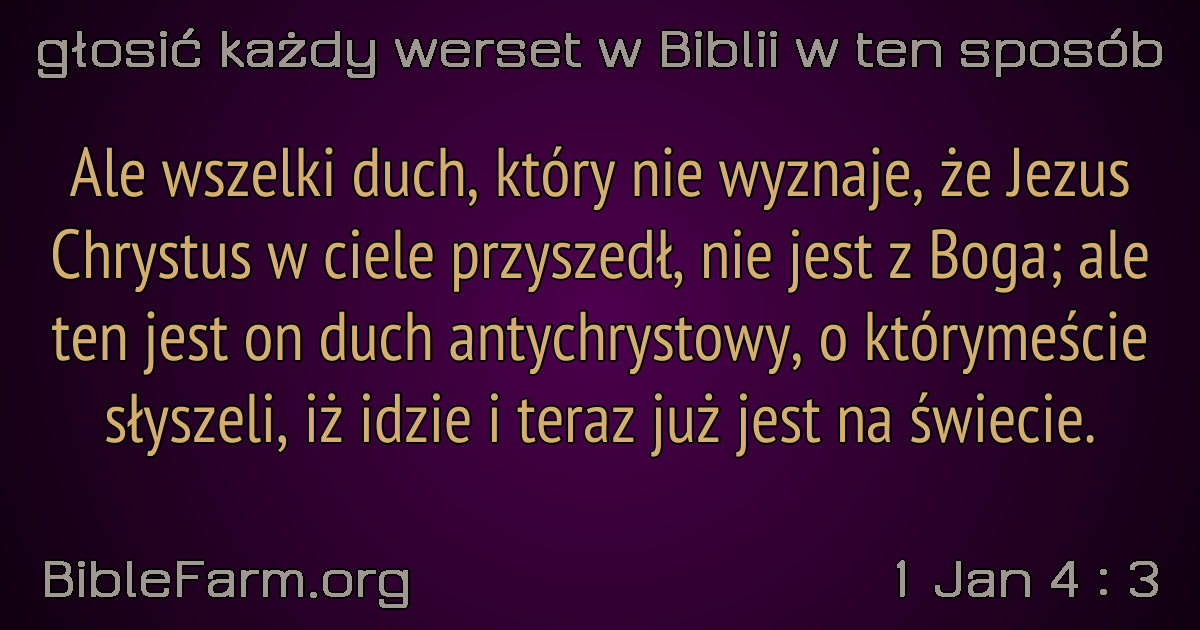 głosić każdy werset w Biblii w ten sposób
Ale wszelki duch, który nie wyznaje, że Jezus
Chrystus w ciele przyszedł, nie jest z Boga; ale
ten jest on duch antychrystowy, o którymeście
słyszeli, iż idzie i teraz już jest na świecie.
BibleFarm.org
1 Jan 4 : 3